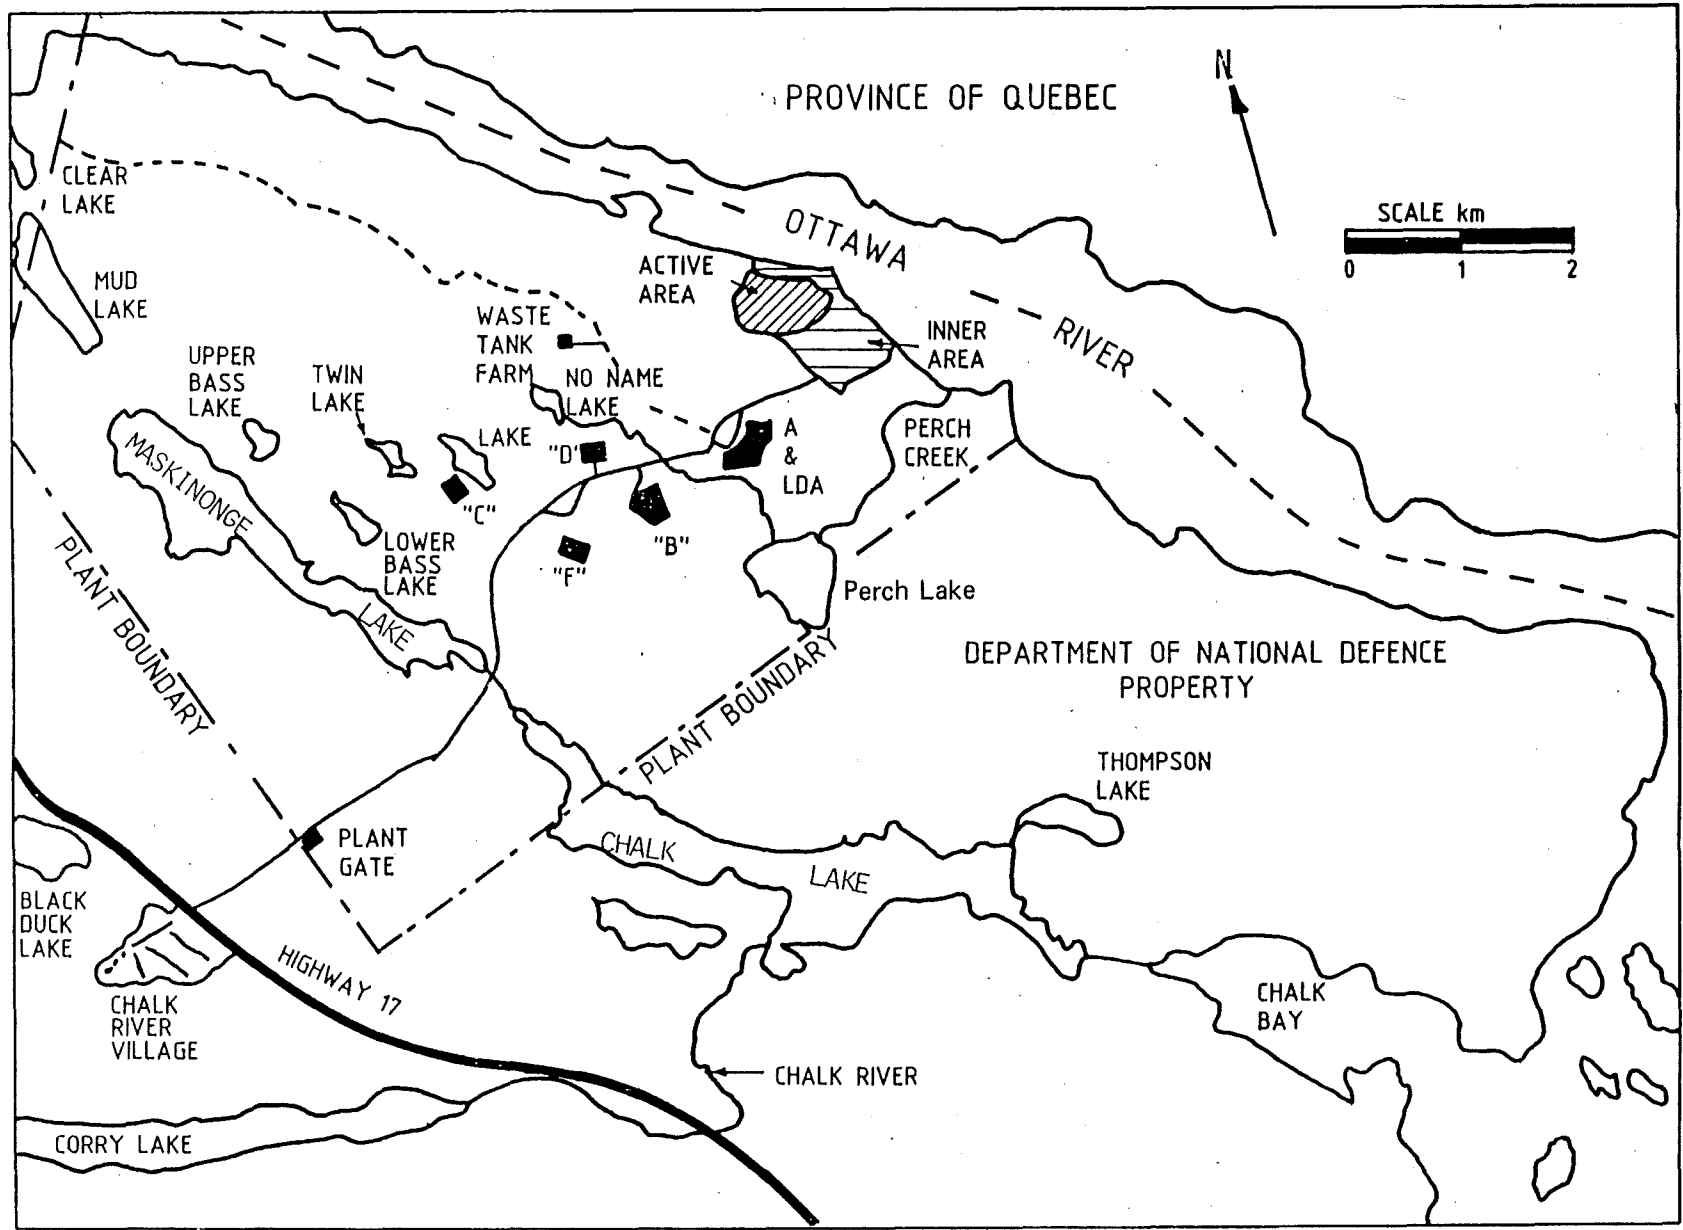 N
PROVINCE OF QUEBEC
CLEAR
LAKE
SCALE km
0 1 2
OTTAWA
RIVER
MUD
LAKE
ACTIVE
AREA
WASTE
TANK
FARM
INNER
AREA
UPPER
BASS
LAKE
TWIN
LAKE
NO NAME
LAKE
LAKE
"D"
A
&
LDA
PERCH
CREEK
MASKINONGE
LAKE
"C"
"B"
"F"
LOWER
BASS
LAKE
Perch Lake
PLANT BOUNDARY
PLANT BOUNDARY
DEPARTMENT OF NATIONAL DEFENCE
PROPERTY
THOMPSON
LAKE
PLANT
GATE
CHALK
LAKE
BLACK
DUCK
LAKE
HIGHWAY 17
CHALK
RIVER
VILLAGE
CHALK
BAY
CHALK RIVER
CORRY LAKE